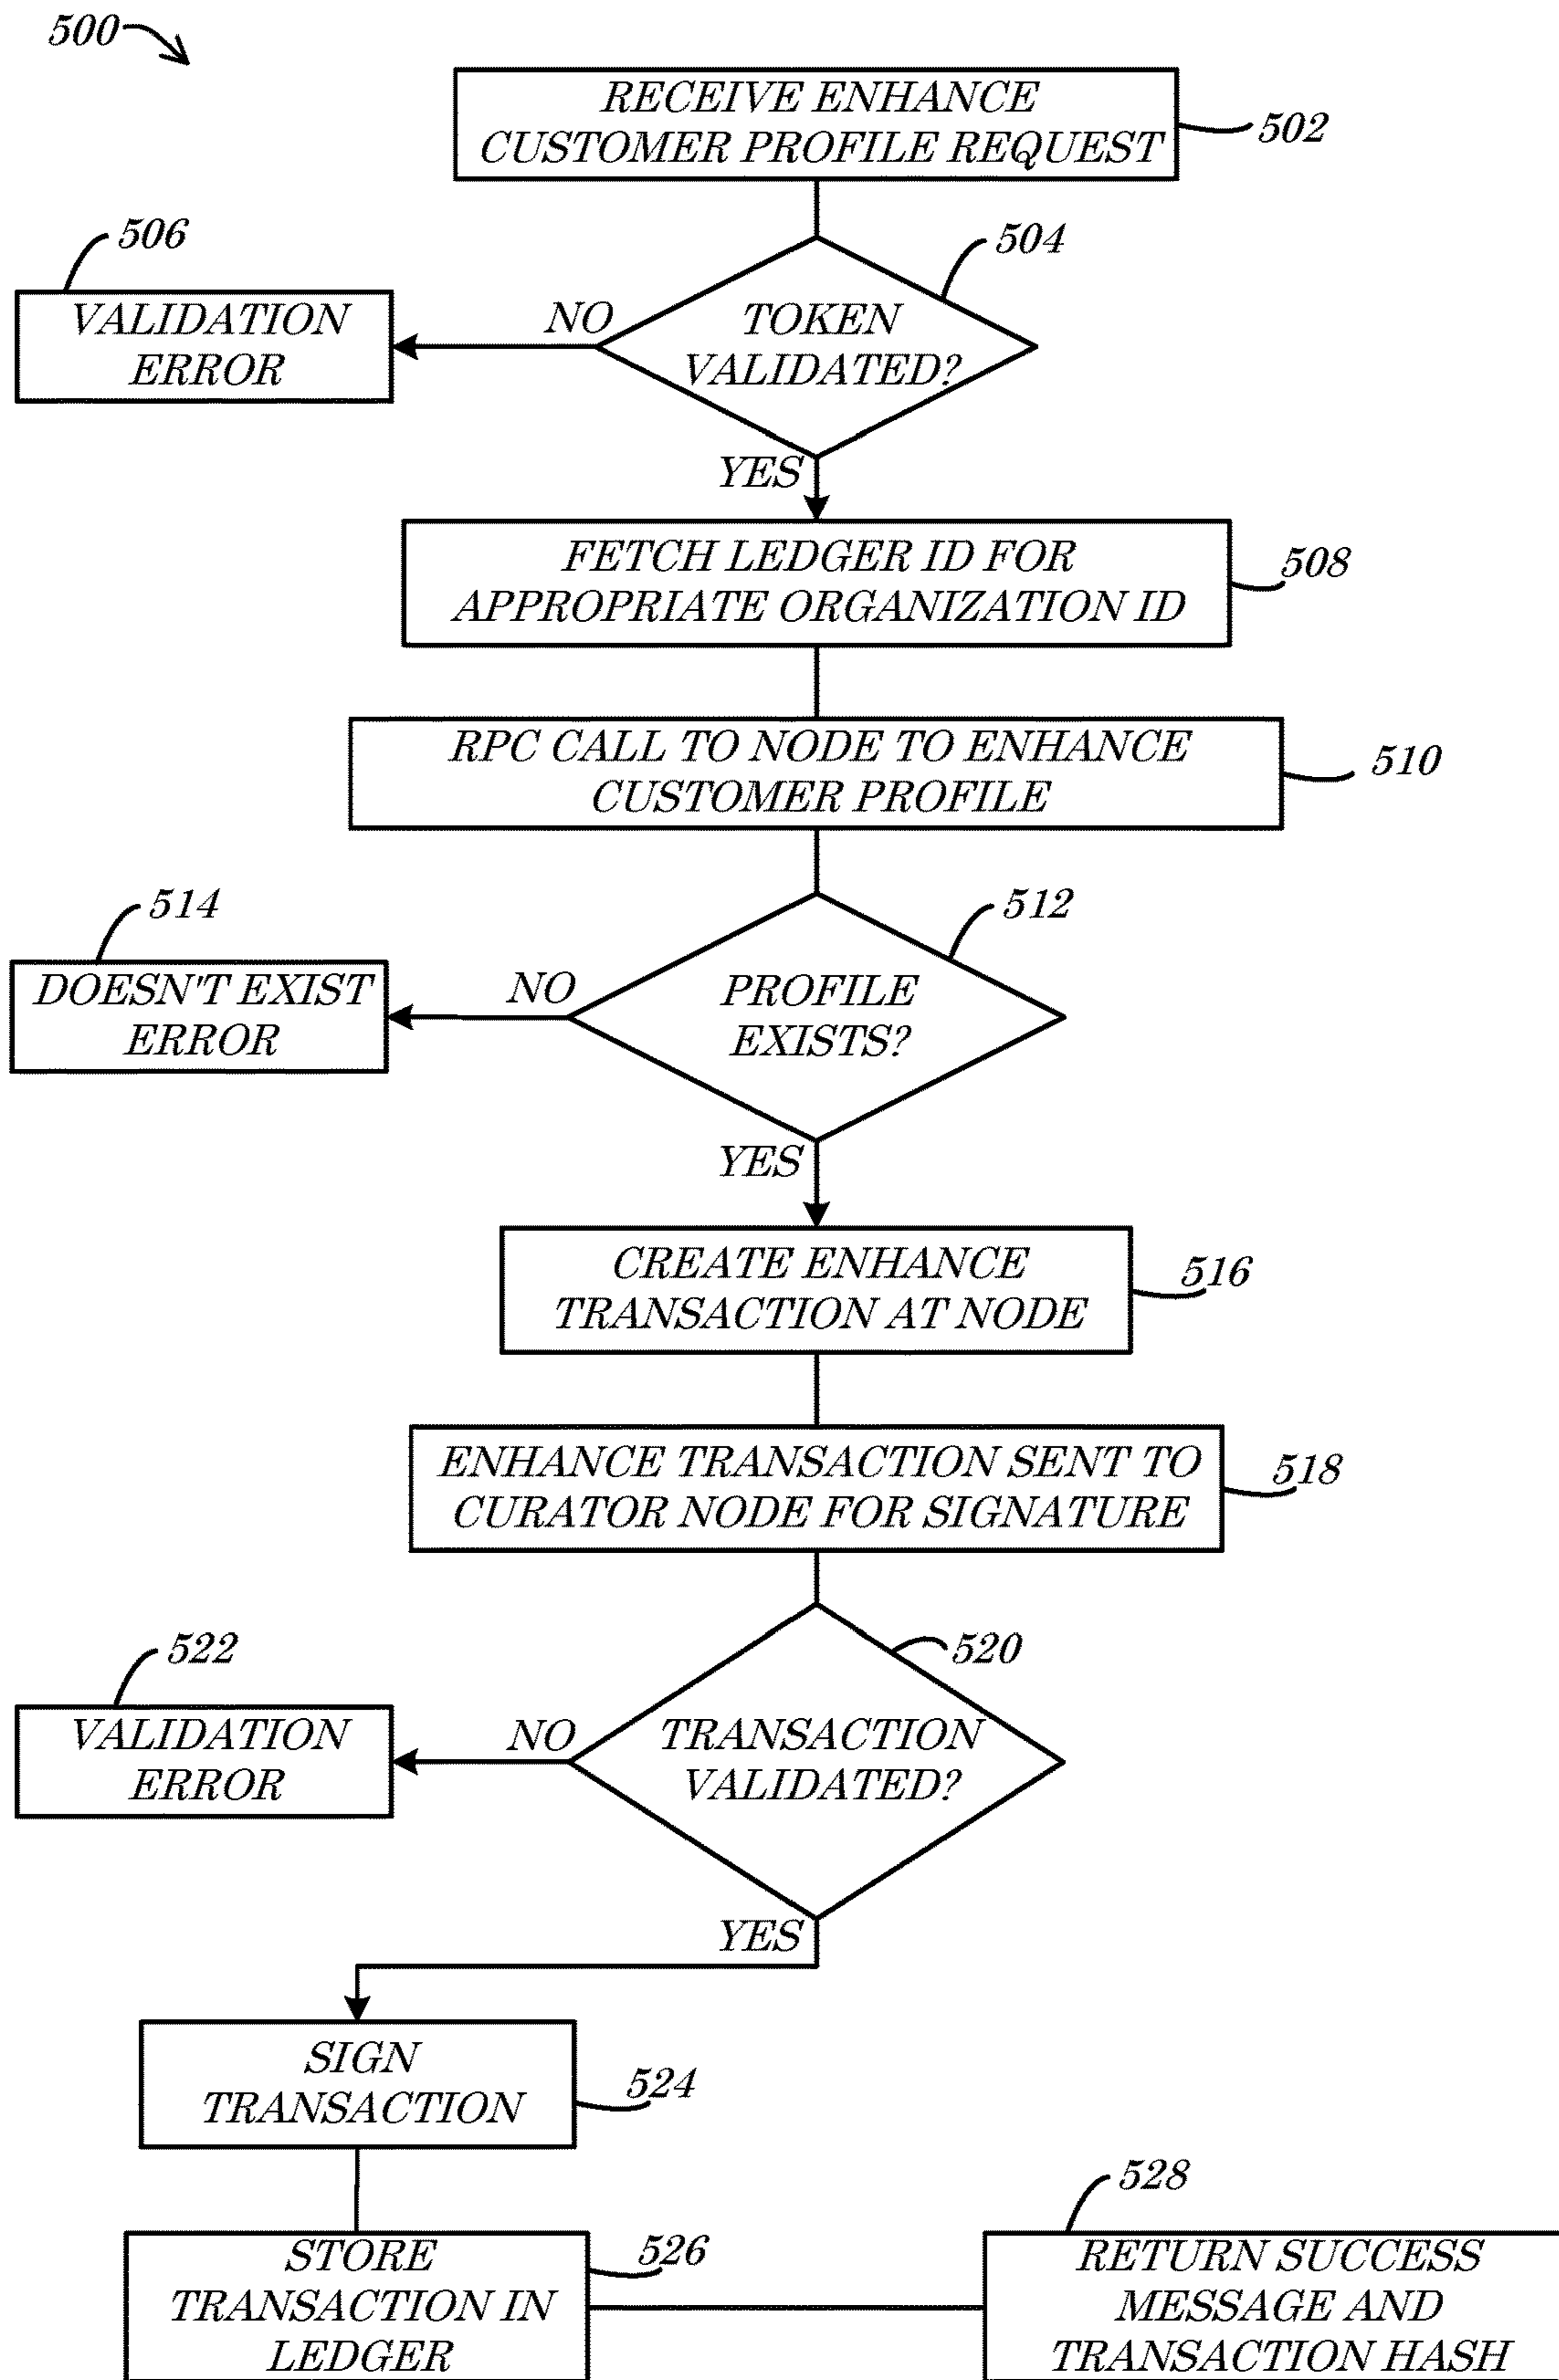 500
RECEIVE ENHANCE
CUSTOMER PROFILE REQUEST
502
506
504
VALIDATION
ERROR
NO
TOKEN
VALIDATED?
YES
FETCH LEDGER ID FOR
APPROPRIATE ORGANIZATION ID
508
RPC CALL TO NODE TO ENHANCE
CUSTOMER PROFILE
510
514
512
DOESN'T EXIST
ERROR
NO
PROFILE
EXISTS?
YES
CREATE ENHANCE
TRANSACTION AT NODE
516
ENHANCE TRANSACTION SENT TO
CURATOR NODE FOR SIGNATURE
518
522
520
VALIDATION
ERROR
NO
TRANSACTION
VALIDATED?
YES
SIGN
TRANSACTION
524
528
STORE
TRANSACTION IN
LEDGER
526
RETURN SUCCESS
MESSAGE AND
TRANSACTION HASH